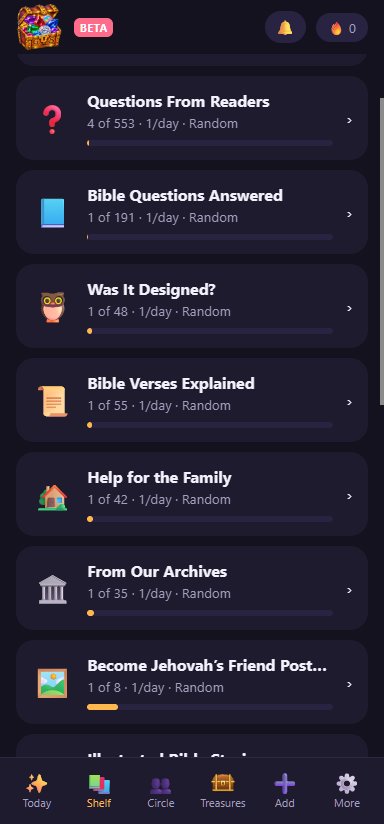 BETA
0
Questions From Readers
4 of 553 · 1/day · Random
Bible Questions Answered
1 of 191 · 1/day · Random
Was It Designed?
1 of 48 · 1/day · Random
Bible Verses Explained
1 of 55 · 1/day · Random
Help for the Family
1 of 42 · 1/day · Random
From Our Archives
1 of 35 · 1/day · Random
Become Jehovah's Friend Post...
1 of 8 · 1/day · Random
Today
Shelf
Circle
Treasures
Add
More